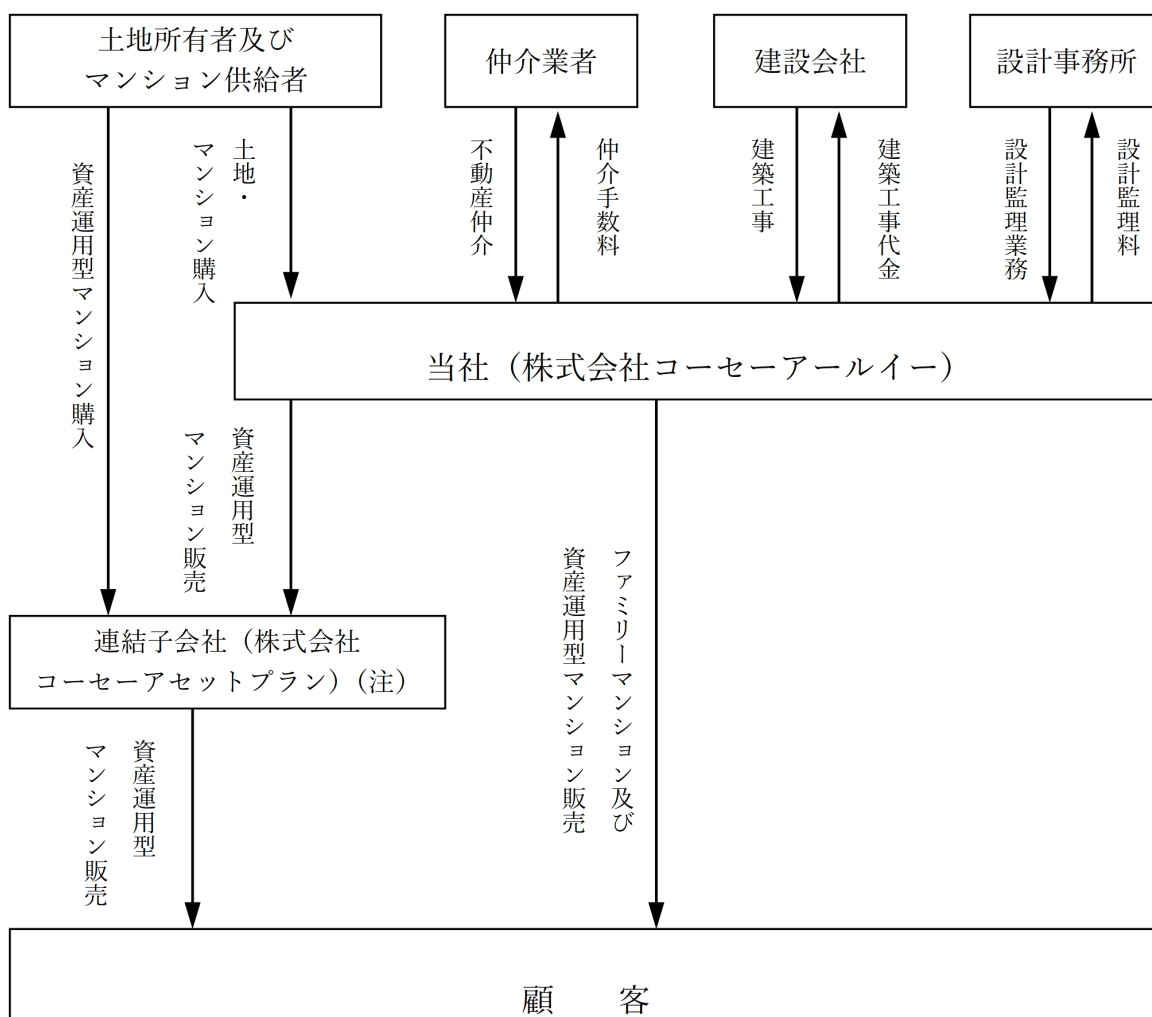 土地所有者及び
マンション供給者
仲介業者
建設会社
設計事務所
資産運用型マンション購入
土地・
マンション購入
不動産仲介
仲介手数料
建築工事
建築工事代金
設計監理業務
設計監理料
当社（株式会社コーセーアールイー）
資産運用型
マンション販売
ファミリーマンション及び
資産運用型マンション販売
連結子会社（株式会社
コーセーアセットプラン）（注）
資産運用型
マンション販売
顧　客